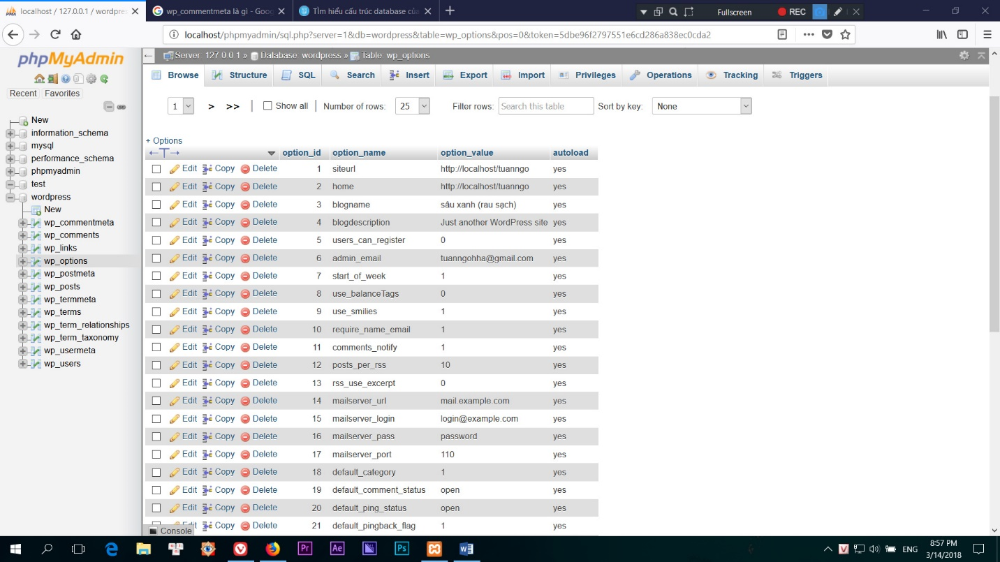 localhost / 127.0.0.1 / wordpres
wp_commentmeta là gì - Goog
Tìm hiểu cấu trúc database của
Fullscreen
REC
localhost/phpmyadmin/sql.php?server=1&db=wordpress&table=wp_options&pos=0&token=5dbe96f2797551e6cd286a838ec0cda2
phpMyAdmin
Recent Favorites
New
information_schema
mysql
performance_schema
phpmyadmin
test
wordpress
New
wp_commentmeta
wp_comments
wp_links
wp_options
wp_postmeta
wp_posts
wp_termmeta
wp_terms
wp_term_relationships
wp_term_taxonomy
wp_usermeta
wp_users
Server: 127.0.0.1 » Database: wordpress » Table: wp_options
Browse Structure SQL Search Insert Export Import Privileges Operations Tracking Triggers
1 > >> | Show all | Number of rows: 25 Filter rows: Search this table Sort by key: None
+ Options
←T→ option_id option_name option_value autoload
Edit Copy Delete 1 siteurl http://localhost/tuanngo yes
Edit Copy Delete 2 home http://localhost/tuanngo yes
Edit Copy Delete 3 blogname sâu xanh (rau sạch) yes
Edit Copy Delete 4 blogdescription Just another WordPress site yes
Edit Copy Delete 5 users_can_register 0 yes
Edit Copy Delete 6 admin_email tuanngohha@gmail.com yes
Edit Copy Delete 7 start_of_week 1 yes
Edit Copy Delete 8 use_balanceTags 0 yes
Edit Copy Delete 9 use_smilies 1 yes
Edit Copy Delete 10 require_name_email 1 yes
Edit Copy Delete 11 comments_notify 1 yes
Edit Copy Delete 12 posts_per_rss 10 yes
Edit Copy Delete 13 rss_use_excerpt 0 yes
Edit Copy Delete 14 mailserver_url mail.example.com yes
Edit Copy Delete 15 mailserver_login login@example.com yes
Edit Copy Delete 16 mailserver_pass password yes
Edit Copy Delete 17 mailserver_port 110 yes
Edit Copy Delete 18 default_category 1 yes
Edit Copy Delete 19 default_comment_status open yes
Edit Copy Delete 20 default_ping_status open yes
Edit Copy Delete 21 default_pingback_flag 1 yes
Console
Pr Ae Ps
ENG
8:57 PM
3/14/2018